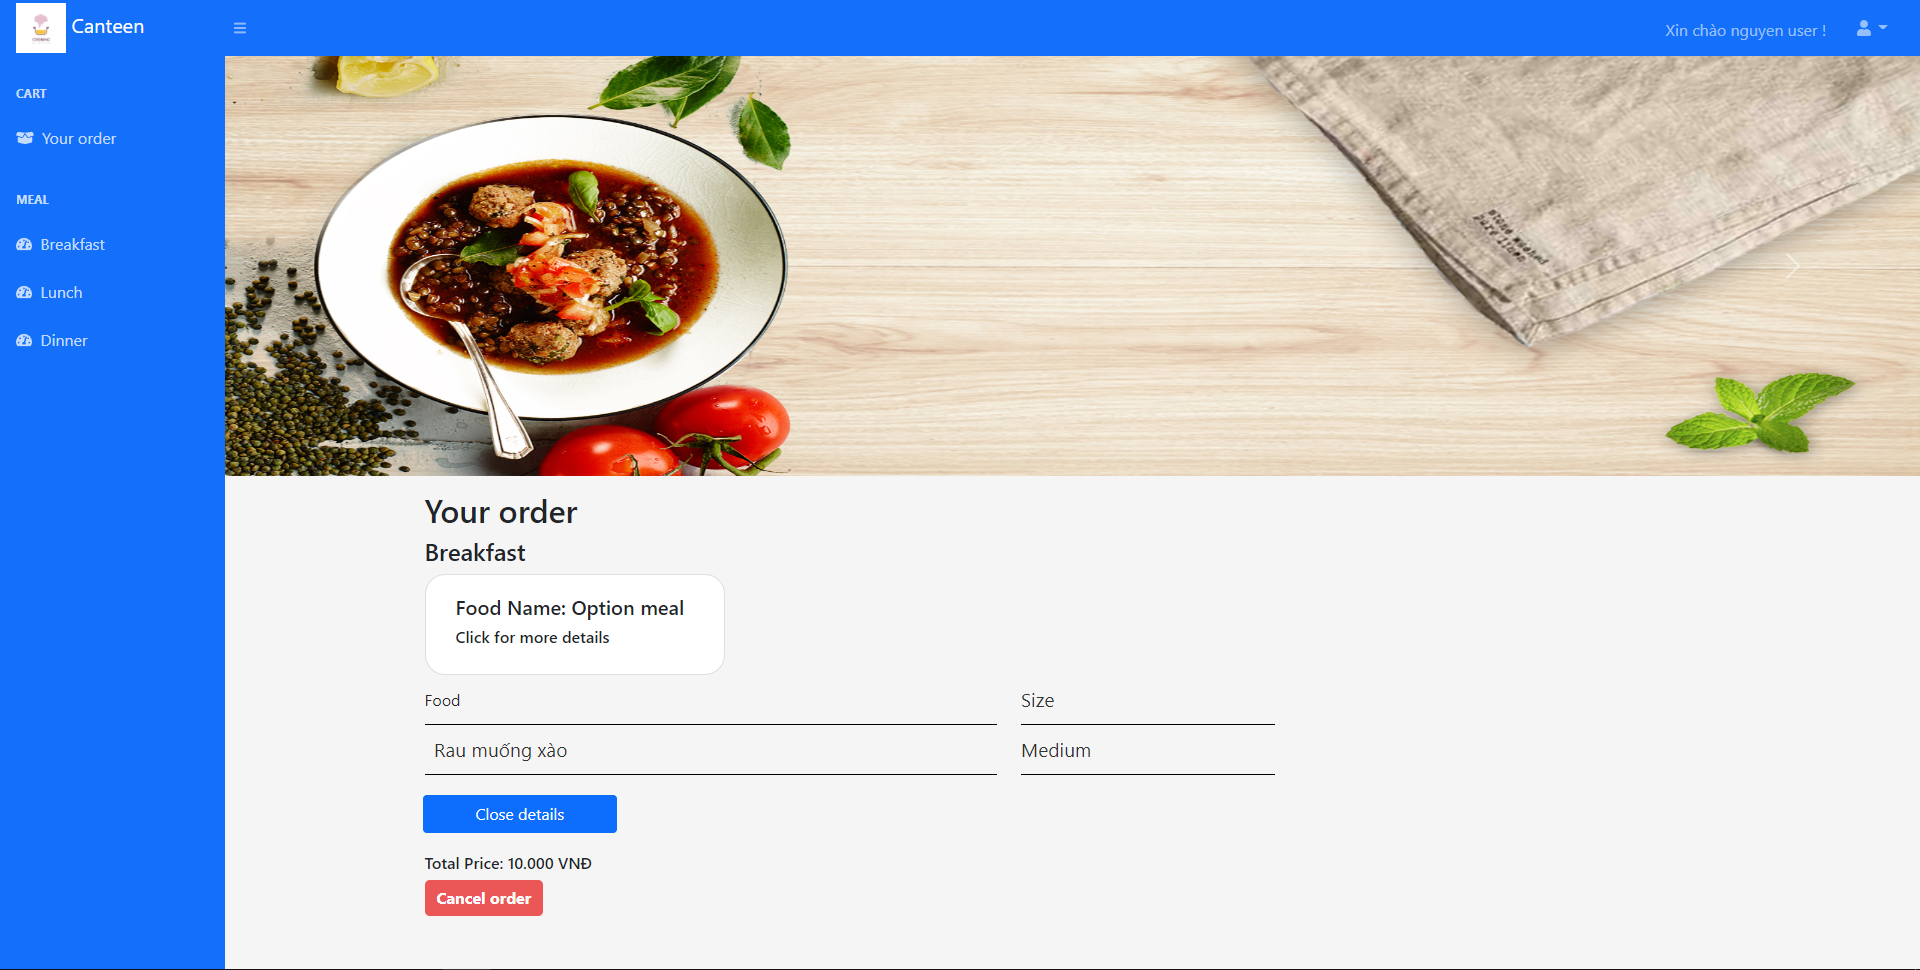 Canteen
Xin chào nguyen user !
CART
Your order
MEAL
Breakfast
Lunch
Dinner
Your order
Breakfast
Food Name: Option meal
Click for more details
Food
Size
Rau muống xào
Medium
Close details
Total Price: 10.000 VNĐ
Cancel order